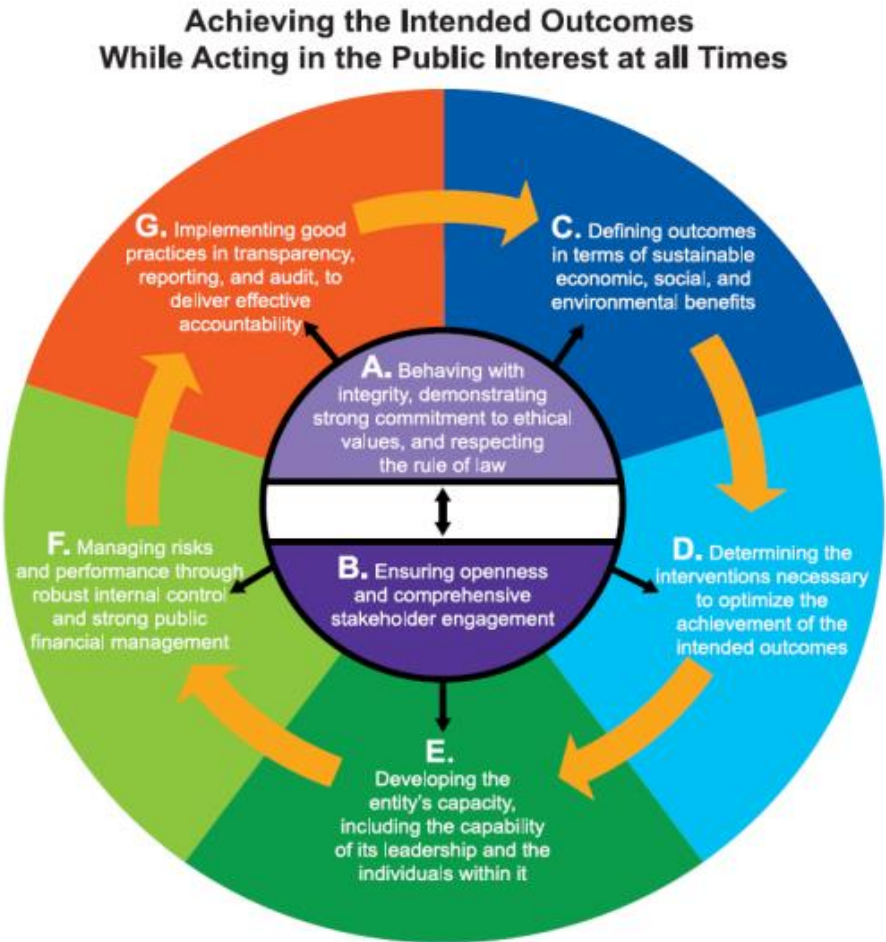 Achieving the Intended Outcomes
While Acting in the Public Interest at all Times
A. Behaving with
integrity, demonstrating
strong commitment to ethical
values, and respecting
the rule of law
B. Ensuring openness
and comprehensive
stakeholder engagement
C. Defining outcomes
in terms of sustainable
economic, social, and
environmental benefits
D. Determining the
interventions necessary
to optimize the
achievement of the
intended outcomes
E.
Developing the
entity's capacity,
including the capability
of its leadership and the
individuals within it
F. Managing risks
and performance through
robust internal control
and strong public
financial management
G. Implementing good
practices in transparency,
reporting, and audit, to
deliver effective
accountability